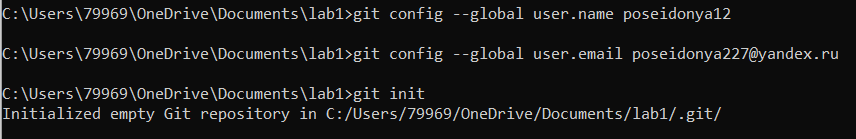 C:\Users\79969\OneDrive\Documents\lab1>git config --global user.name poseidonya12
C:\Users\79969\OneDrive\Documents\lab1>git config --global user.email poseidonya227@yandex.ru
C:\Users\79969\OneDrive\Documents\lab1>git init
Initialized empty Git repository in C:/Users/79969/OneDrive/Documents/lab1/.git/